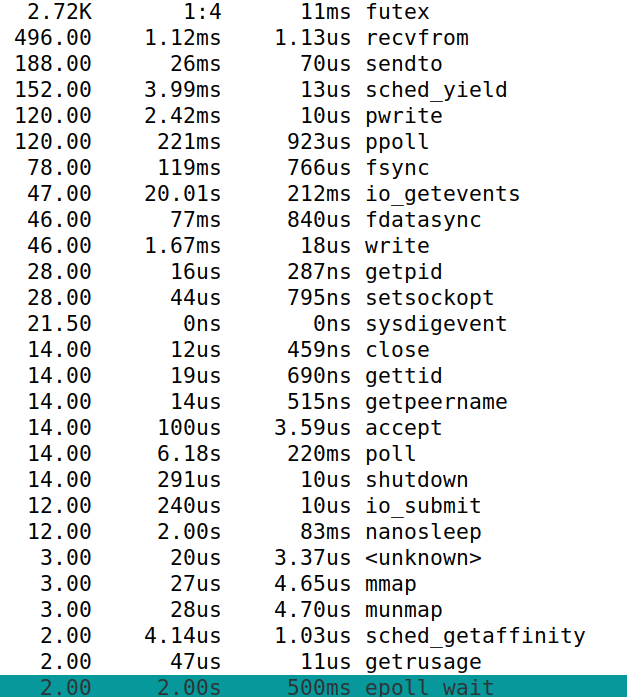 2.72K 1:4 11ms futex
496.00 1.12ms 1.13us recvfrom
188.00 26ms 70us sendto
152.00 3.99ms 13us sched_yield
120.00 2.42ms 10us pwrite
120.00 221ms 923us ppoll
78.00 119ms 766us fsync
47.00 20.01s 212ms io_getevents
46.00 77ms 840us fdatasync
46.00 1.67ms 18us write
28.00 16us 287ns getpid
28.00 44us 795ns setsockopt
21.50 0ns 0ns sysdigevent
14.00 12us 459ns close
14.00 19us 690ns gettid
14.00 14us 515ns getpeername
14.00 100us 3.59us accept
14.00 6.18s 220ms poll
14.00 291us 10us shutdown
12.00 240us 10us io_submit
12.00 2.00s 83ms nanosleep
3.00 20us 3.37us <unknown>
3.00 27us 4.65us mmap
3.00 28us 4.70us munmap
2.00 4.14us 1.03us sched_getaffinity
2.00 47us 11us getrusage
2.00 2.00s 500ms epoll_wait